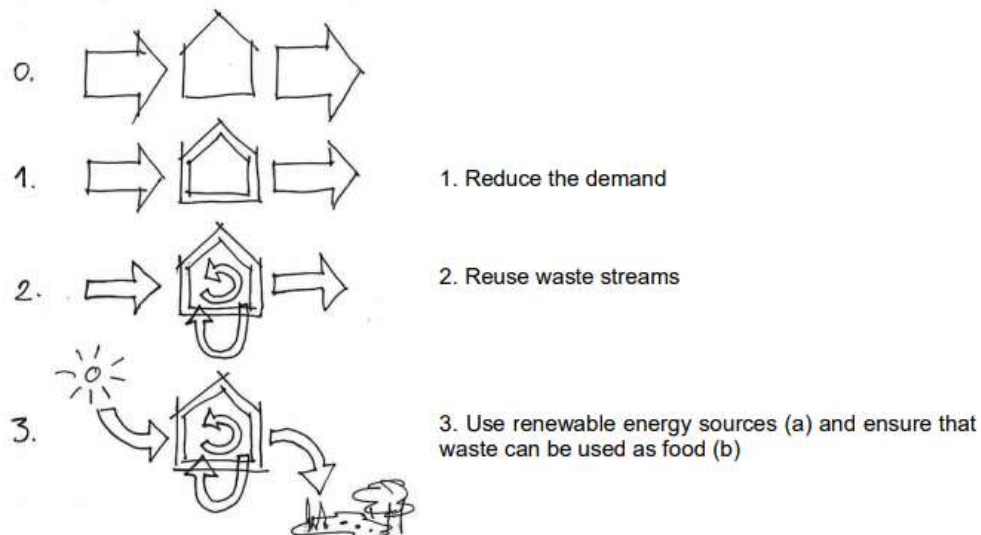 0.
1.
1. Reduce the demand
2.
2. Reuse waste streams
3.
3. Use renewable energy sources (a) and ensure that
waste can be used as food (b)